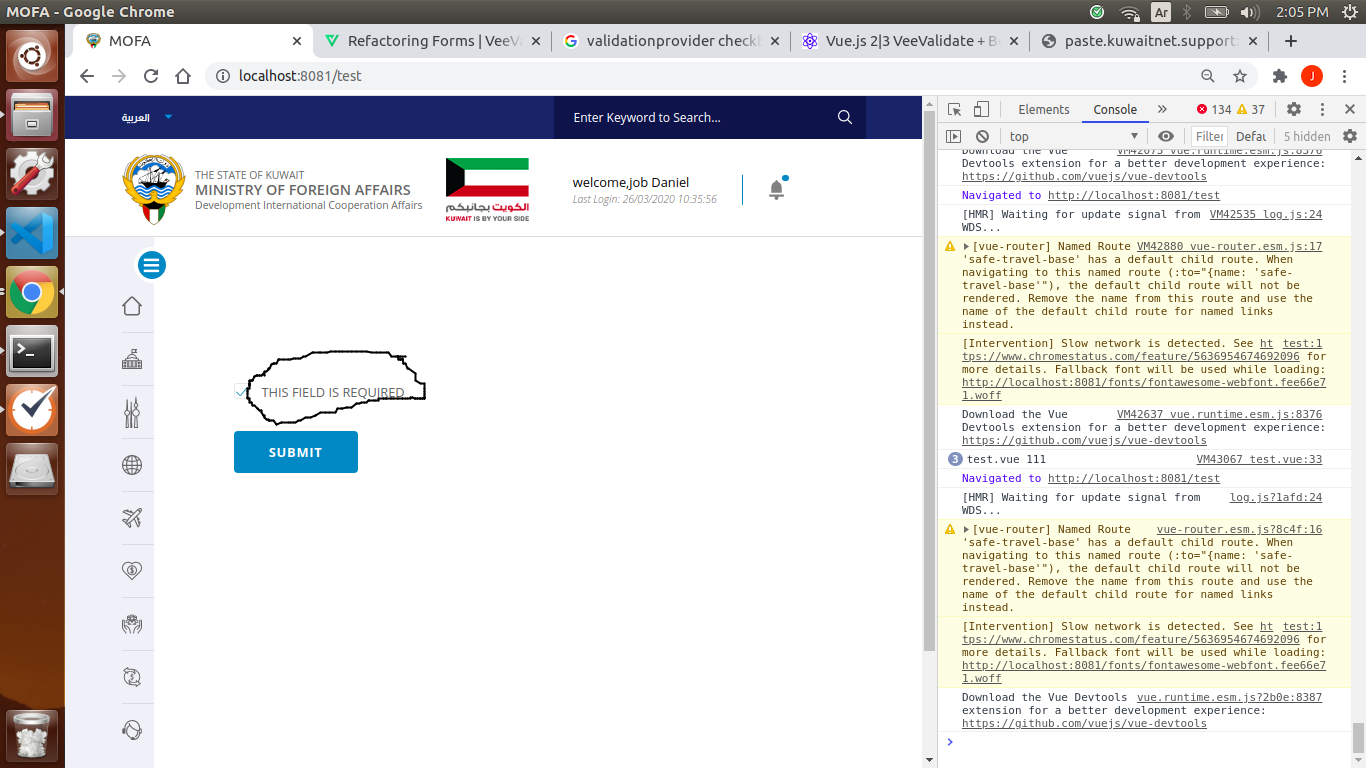 MOFA - Google Chrome
Ar
2:05 PM
MOFA
Refactoring Forms | VeeVa
validationprovider checkb
Vue.js 2|3 VeeValidate + Bo
paste.kuwaitnet.support
localhost:8081/test
J
العربية
Enter Keyword to Search...
THE STATE OF KUWAIT
MINISTRY OF FOREIGN AFFAIRS
Development International Cooperation Affairs
الكويت بجانبكم
KUWAIT IS BY YOUR SIDE
welcome,job Daniel
Last Login: 26/03/2020 10:35:56
THIS FIELD IS REQUIRED
SUBMIT
Elements
Console
134
37
top
Filter
Defau
5 hidden
Download the Vue VM42073 vue.runtime.esm.js:8376
Devtools extension for a better development experience:
https://github.com/vuejs/vue-devtools
Navigated to http://localhost:8081/test
[HMR] Waiting for update signal from VM42535 log.js:24
WDS...
[vue-router] Named Route VM42880 vue-router.esm.js:17
'safe-travel-base' has a default child route. When
navigating to this named route (:to="{name: 'safe-
travel-base'"), the default child route will not be
rendered. Remove the name from this route and use the
name of the default child route for named links
instead.
[Intervention] Slow network is detected. See ht test:1
tps://www.chromestatus.com/feature/5636954674692096 for
more details. Fallback font will be used while loading:
http://localhost:8081/fonts/fontawesome-webfont.fee66e7
1.woff
Download the Vue VM42637 vue.runtime.esm.js:8376
Devtools extension for a better development experience:
https://github.com/vuejs/vue-devtools
3 test.vue 111 VM43067 test.vue:33
Navigated to http://localhost:8081/test
[HMR] Waiting for update signal from log.js?1afd:24
WDS...
[vue-router] Named Route vue-router.esm.js?8c4f:16
'safe-travel-base' has a default child route. When
navigating to this named route (:to="{name: 'safe-
travel-base'"), the default child route will not be
rendered. Remove the name from this route and use the
name of the default child route for named links
instead.
[Intervention] Slow network is detected. See ht test:1
tps://www.chromestatus.com/feature/5636954674692096 for
more details. Fallback font will be used while loading:
http://localhost:8081/fonts/fontawesome-webfont.fee66e7
1.woff
Download the Vue Devtools vue.runtime.esm.js?2b0e:8387
extension for a better development experience:
https://github.com/vuejs/vue-devtools